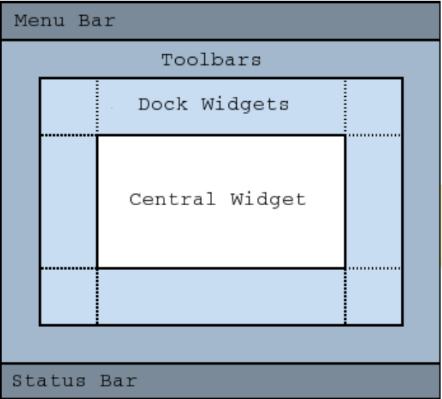 Menu Bar
Toolbars
Dock Widgets
Central Widget
Status Bar